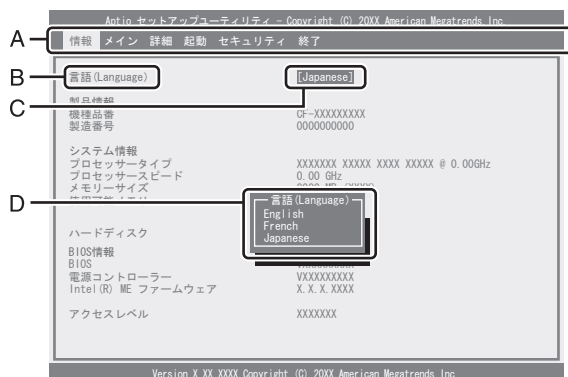 Aptio セットアップユーティリティ - Copyright (C) 20XX American Megatrends Inc
A
情報 メイン 詳細 起動 セキュリティ 終了
B 言語(Language) [Japanese]
C
製品情報
機種品番 CF-XXXXXXXXX
製造番号 0000000000
システム情報
プロセッサータイプ XXXXXXX XXXXX XXXX XXXXX @ 0.00GHz
プロセッサースピード 0.00 GHz
メモリーサイズ
D
言語(Language)
English
French
Japanese
ハードディスク
BIOS情報
BIOS
電源コントローラー VXXXXXXXXX
Intel(R) ME ファームウェア X.X.X.XXXX
アクセスレベル XXXXXXX
Version X XX XXXX Copyright (C) 20XX American Megatrends Inc